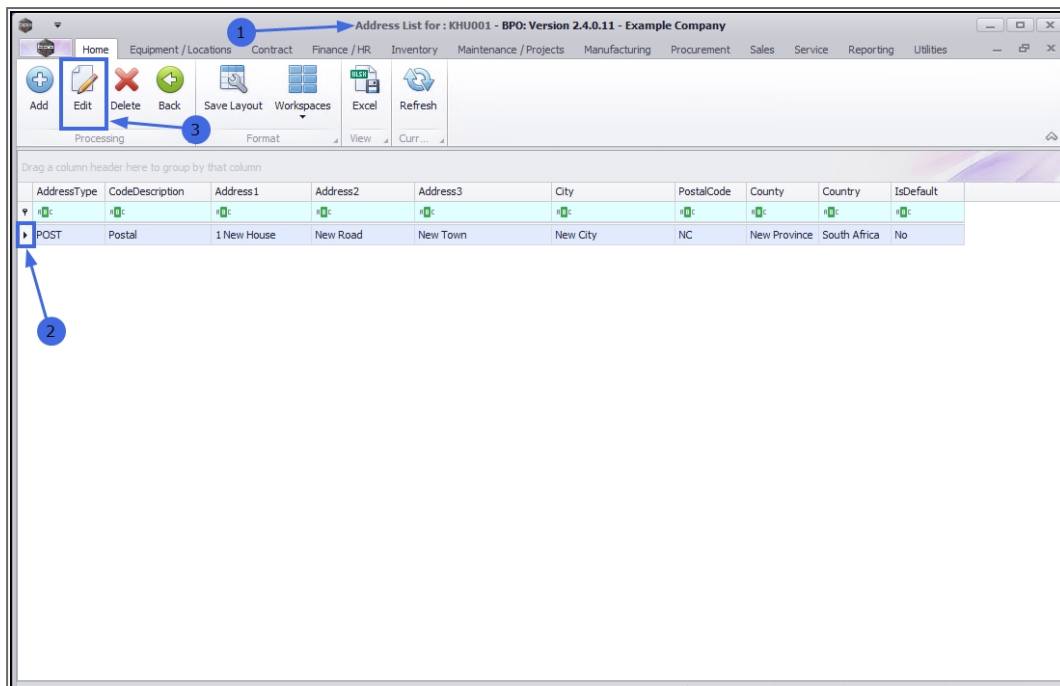 1
Address List for : KHU001 - BPO: Version 2.4.0.11 - Example Company
Home Equipment / Locations Contract Finance / HR Inventory Maintenance / Projects Manufacturing Procurement Sales Service Reporting Utilities
Add Edit Delete Back Save Layout Workspaces Excel Refresh
XLSX
3
Processing Format View Curr...
Drag a column header here to group by that column
AddressType CodeDescription Address1 Address2 Address3 City PostalCode County Country IsDefault
POST Postal 1 New House New Road New Town New City NC New Province South Africa No
2